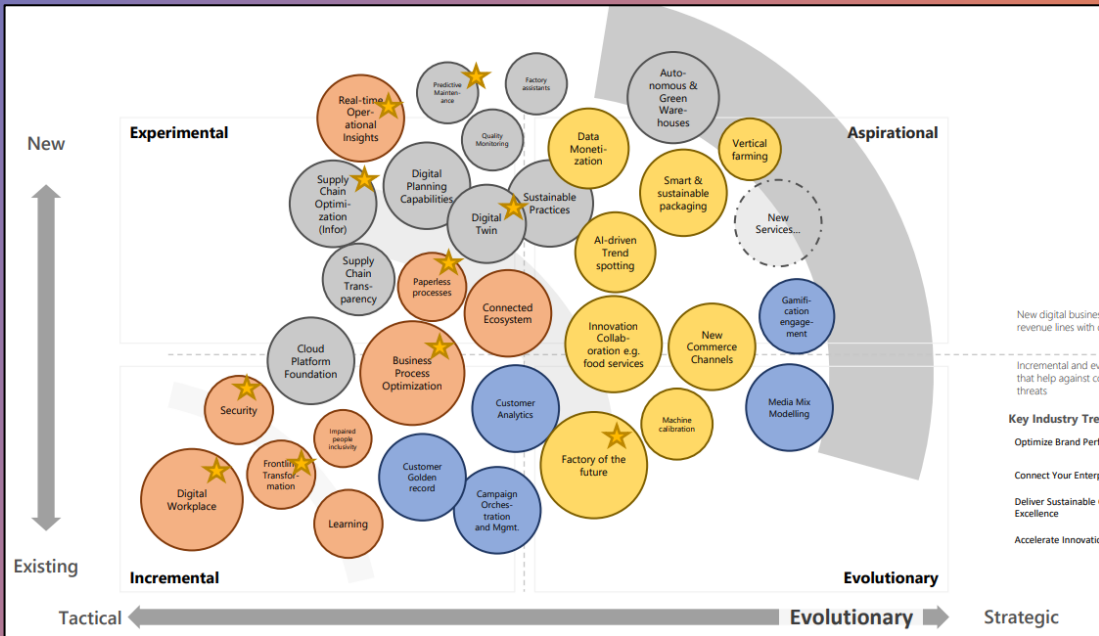 New
Existing
Experimental
Aspirational
Incremental
Evolutionary
Tactical
Evolutionary
Strategic
Real-time
Oper-
ational
Insights
Predictive
Mainten-
ance
Factory
assistants
Quality
Monitoring
Auto-
nomous &
Green
Ware-
houses
Data
Moneti-
zation
Vertical
farming
Supply
Chain
Optimi-
zation
(Infor)
Digital
Planning
Capabilities
Digital
Twin
Sustainable
Practices
Smart &
sustainable
packaging
New
Services...
AI-driven
Trend
spotting
Supply
Chain Trans-
parency
Paperless
processes
Connected
Ecosystem
Innovation
Collab-
oration e.g.
food services
New
Commerce
Channels
Gamifi-
cation
engage-
ment
Cloud
Platform
Foundation
Business
Process
Optimization
Customer
Analytics
Media Mix
Modelling
Machine
calibration
Security
Impaired
people
inclusivity
Factory of the
future
Digital
Workplace
Frontline
Transfor-
mation
Customer
Golden
record
Campaign
Orches-
tration
and Mgmt.
Learning
New digital busines
revenue lines with
Incremental and ev
that help against co
threats
Key Industry Tre
Optimize Brand Perf
Connect Your Enterp
Deliver Sustainable
Excellence
Accelerate Innovatio